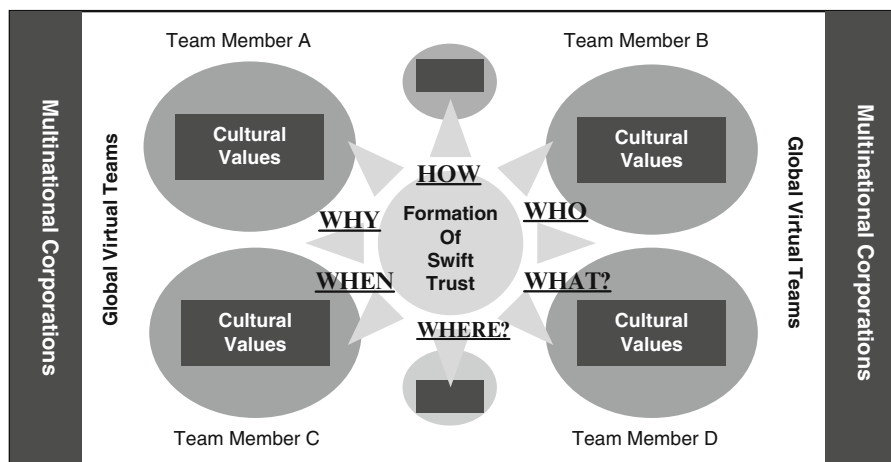 Team Member A
Team Member B
Multinational Corporations
Global Virtual Teams
Cultural
Values
Cultural
Values
HOW
WHY
WHO
Formation
Of
Swift
Trust
WHEN
WHAT?
WHERE?
Cultural
Values
Cultural
Values
Team Member C
Team Member D
Global Virtual Teams
Multinational Corporations